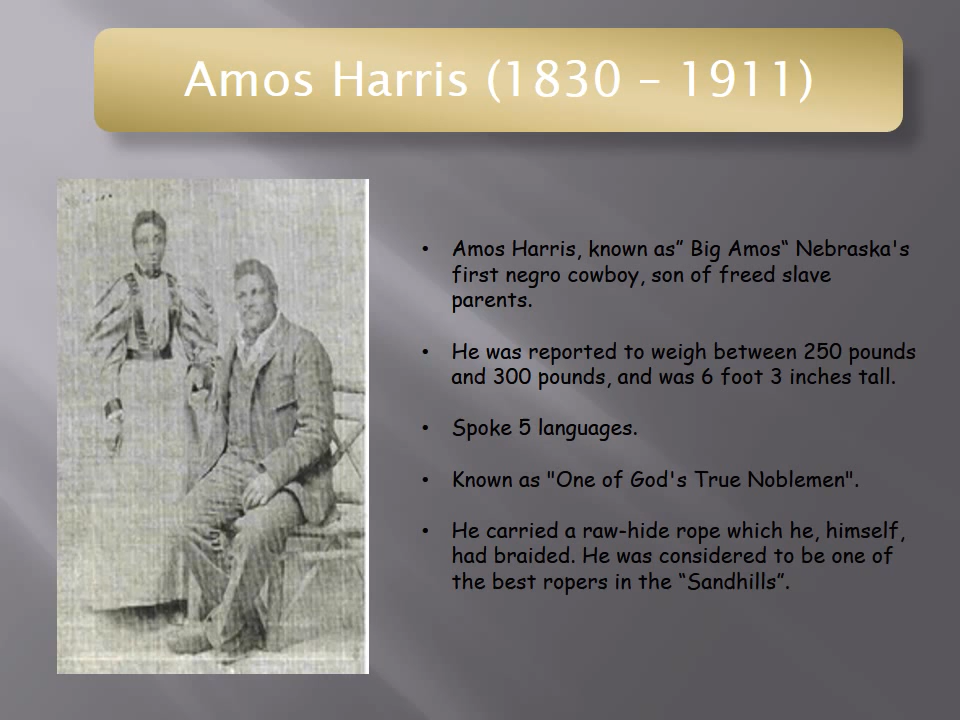 Amos Harris (1830 – 1911)
• Amos Harris, known as” Big Amos“ Nebraska's
first negro cowboy, son of freed slave
parents.
• He was reported to weigh between 250 pounds
and 300 pounds, and was 6 foot 3 inches tall.
• Spoke 5 languages.
• Known as "One of God's True Noblemen".
• He carried a raw-hide rope which he, himself,
had braided. He was considered to be one of
the best ropers in the “Sandhills”.